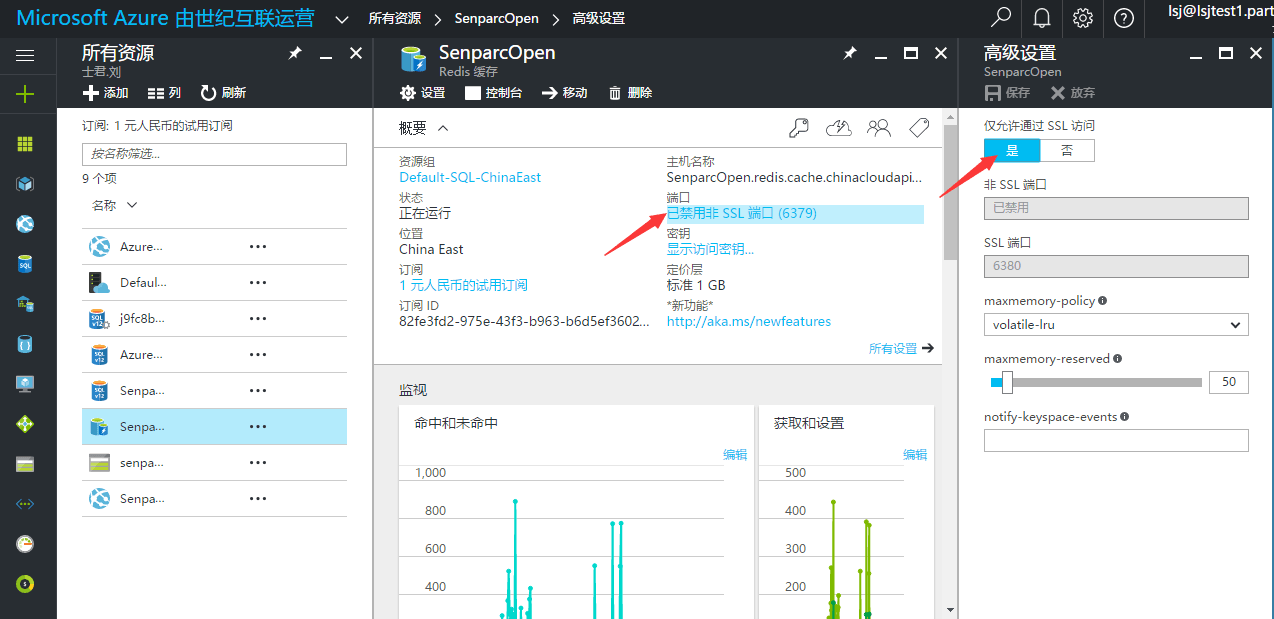 Microsoft Azure 由世纪互联运营
所有资源
SenparcOpen
高级设置
lsj@lsjtest1.part
所有资源
士君.刘
添加
列
刷新
订阅: 1 元人民币的试用订阅
按名称筛选...
9 个项
名称
Azure...
Defaul...
j9fc8b...
Azure...
Senpa...
Senpa...
senpa...
Senpa...
SenparcOpen
Redis 缓存
设置
控制台
移动
删除
概要
资源组
Default-SQL-ChinaEast
状态
正在运行
位置
China East
订阅
1 元人民币的试用订阅
订阅 ID
82fe3fd2-975e-43f3-b963-b6d5ef3602...
主机名称
SenparcOpen.redis.cache.chinacloudapi...
端口
已禁用非 SSL 端口 (6379)
密钥
显示访问密钥...
定价层
标准 1 GB
*新功能*
http://aka.ms/newfeatures
所有设置
监视
命中和未命中
编辑
1,000
800
600
400
获取和设置
编辑
500
400
300
200
高级设置
SenparcOpen
保存
放弃
仅允许通过 SSL 访问
是
否
非 SSL 端口
已禁用
SSL 端口
6380
maxmemory-policy
volatile-lru
maxmemory-reserved
50
notify-keyspace-events